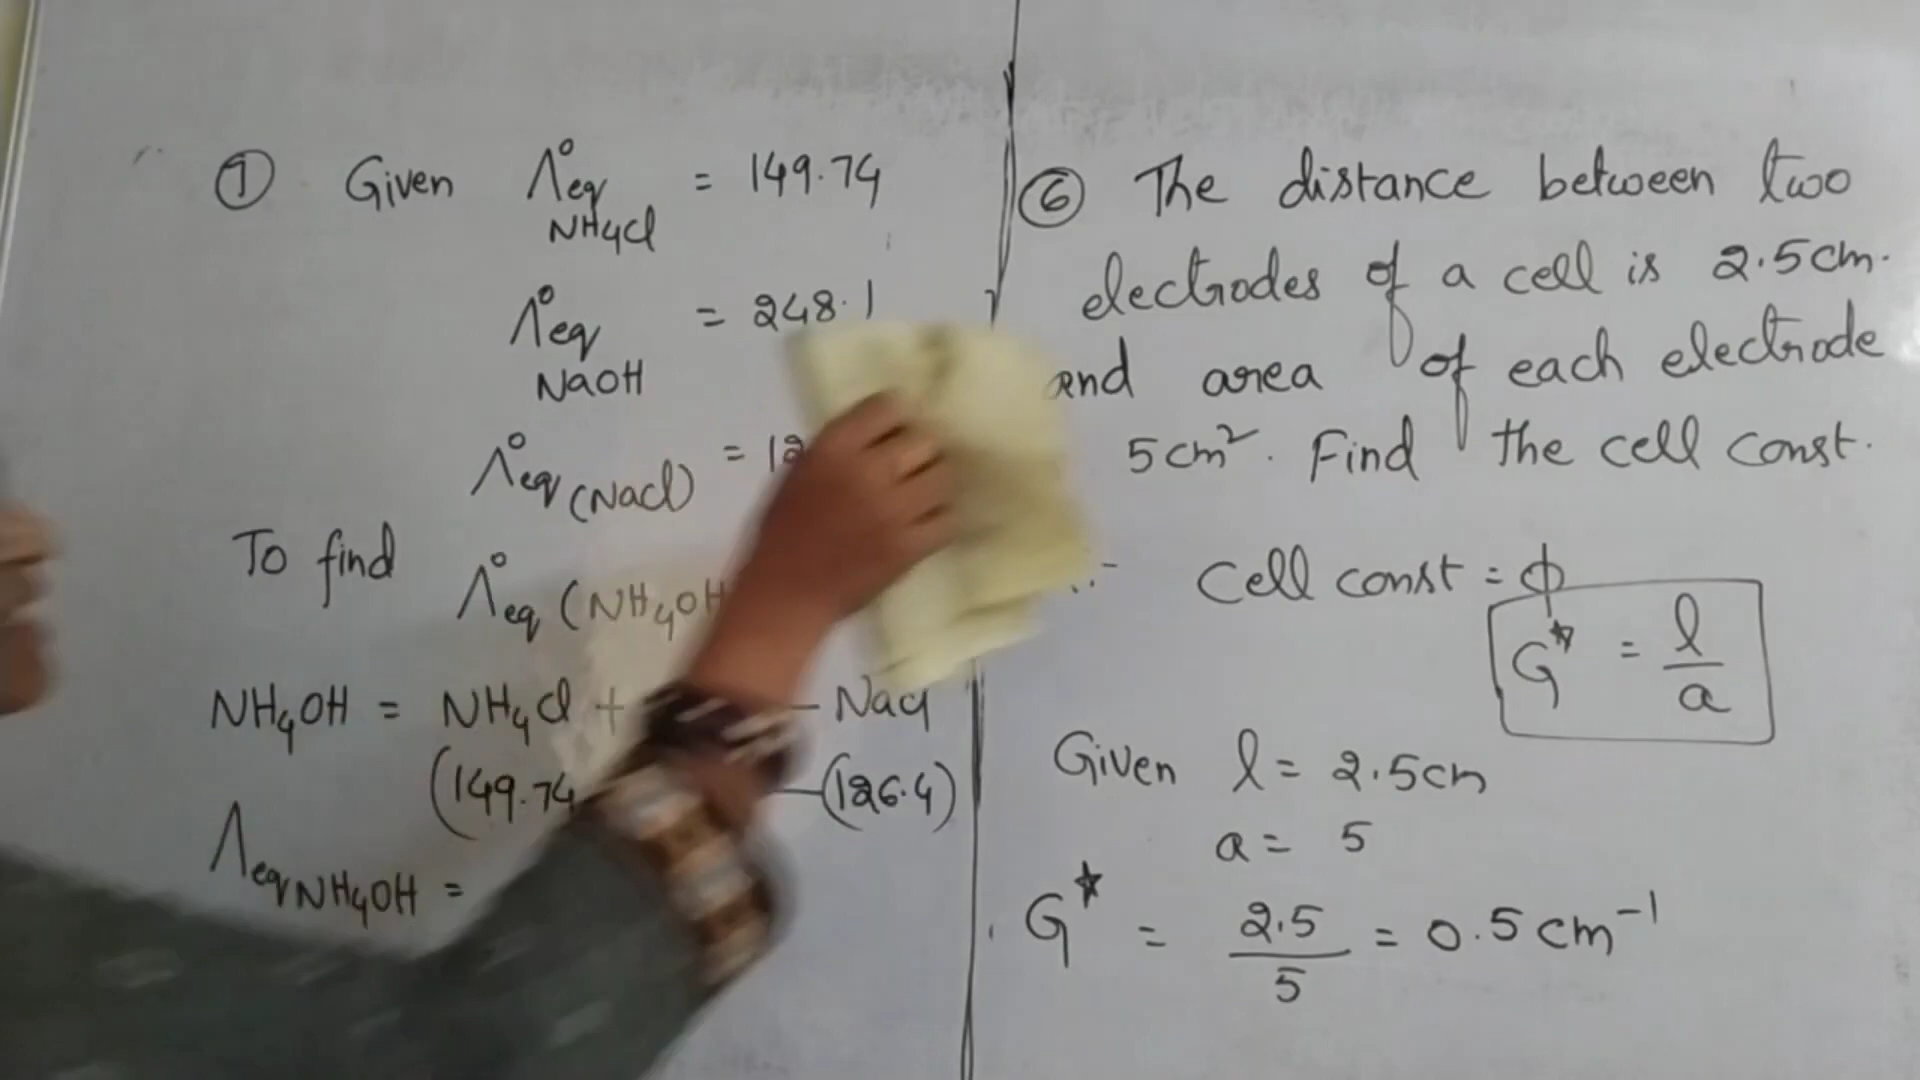 ① Given Λ°eq NH4Cl = 149.74
Λ°eq NaOH = 248.1
Λ°eq (NaCl) =
To find Λ°eq (NH4OH
NH4OH = NH4Cl + - NaCl
(149.74 - (126.4)
Λeq NH4OH =
⑥ The distance between two
electrodes of a cell is 2.5cm.
and area of each electrode
5cm². Find the cell const.
Cell const = ϕ
G* = l/a
Given l = 2.5cm
a = 5
G* = 2.5/5 = 0.5 cm⁻¹